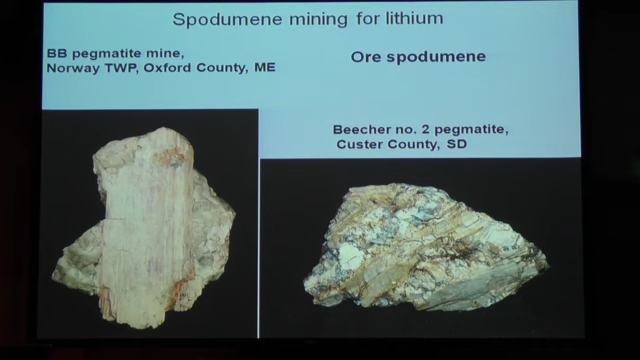 Spodumene mining for lithium
BB pegmatite mine,
Norway TWP, Oxford County, ME
Ore spodumene
Beecher no. 2 pegmatite,
Custer County, SD